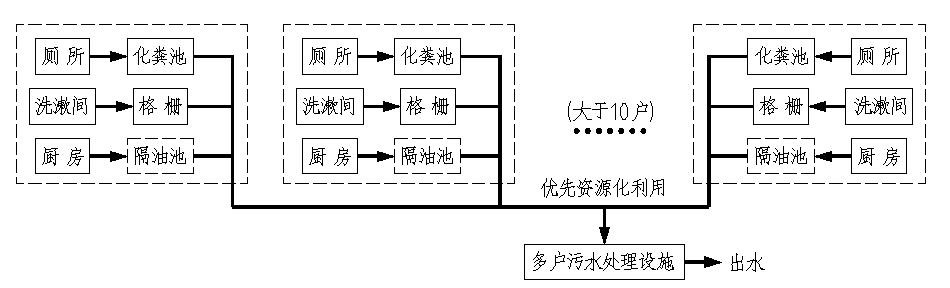 厕所 化粪池
洗漱间 格栅
厨房 隔油池
厕所 化粪池
洗漱间 格栅
厨房 隔油池
(大于10户)
化粪池 厕所
格栅 洗漱间
隔油池 厨房
优先资源化利用
多户污水处理设施 出水